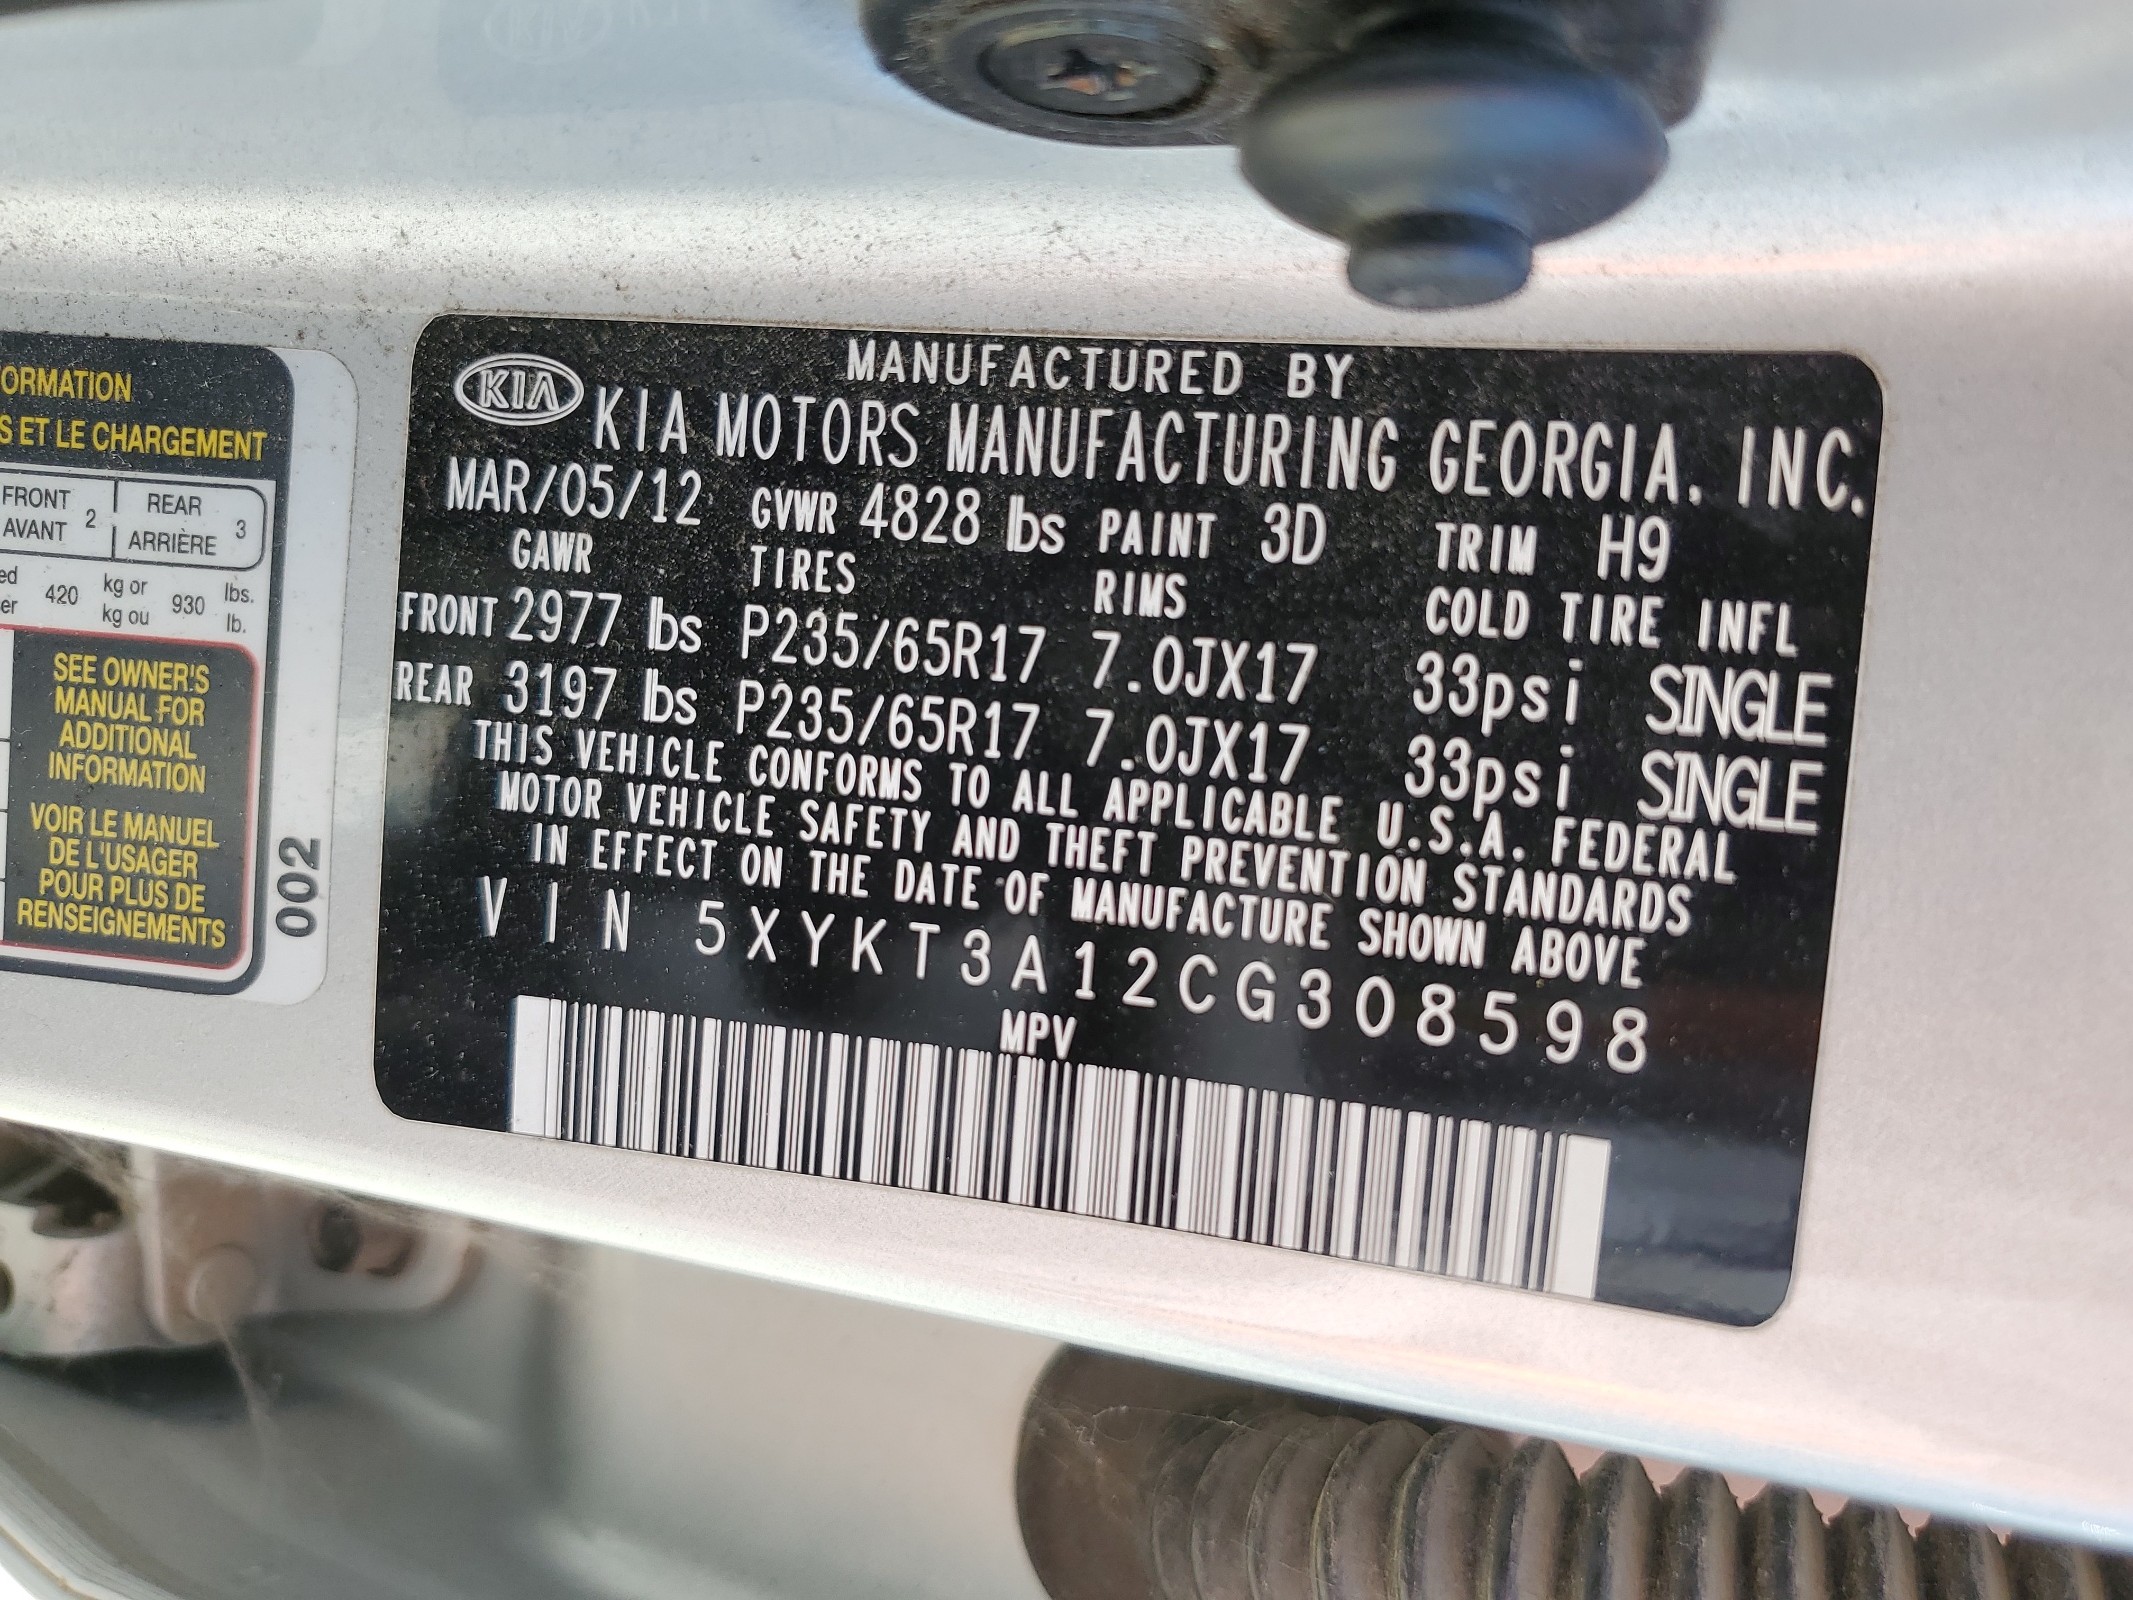 ORMATION
S ET LE CHARGEMENT
FRONT
AVANT 2
REAR
ARRIÈRE 3
ed
er 420 kg or
kg ou 930 lbs.
lb.
SEE OWNER'S
MANUAL FOR
ADDITIONAL
INFORMATION
VOIR LE MANUEL
DE L'USAGER
POUR PLUS DE
RENSEIGNEMENTS
002
KIA
MANUFACTURED BY
KIA MOTORS MANUFACTURING GEORGIA, INC.
MAR/05/12 GVWR 4828 lbs PAINT 3D TRIM H9
GAWR TIRES RIMS COLD TIRE INFL
FRONT 2977 lbs P235/65R17 7.0JX17 33psi SINGLE
REAR 3197 lbs P235/65R17 7.0JX17 33psi SINGLE
THIS VEHICLE CONFORMS TO ALL APPLICABLE U.S.A. FEDERAL
MOTOR VEHICLE SAFETY AND THEFT PREVENTION STANDARDS
IN EFFECT ON THE DATE OF MANUFACTURE SHOWN ABOVE
VIN 5XYKT3A12CG308598
MPV